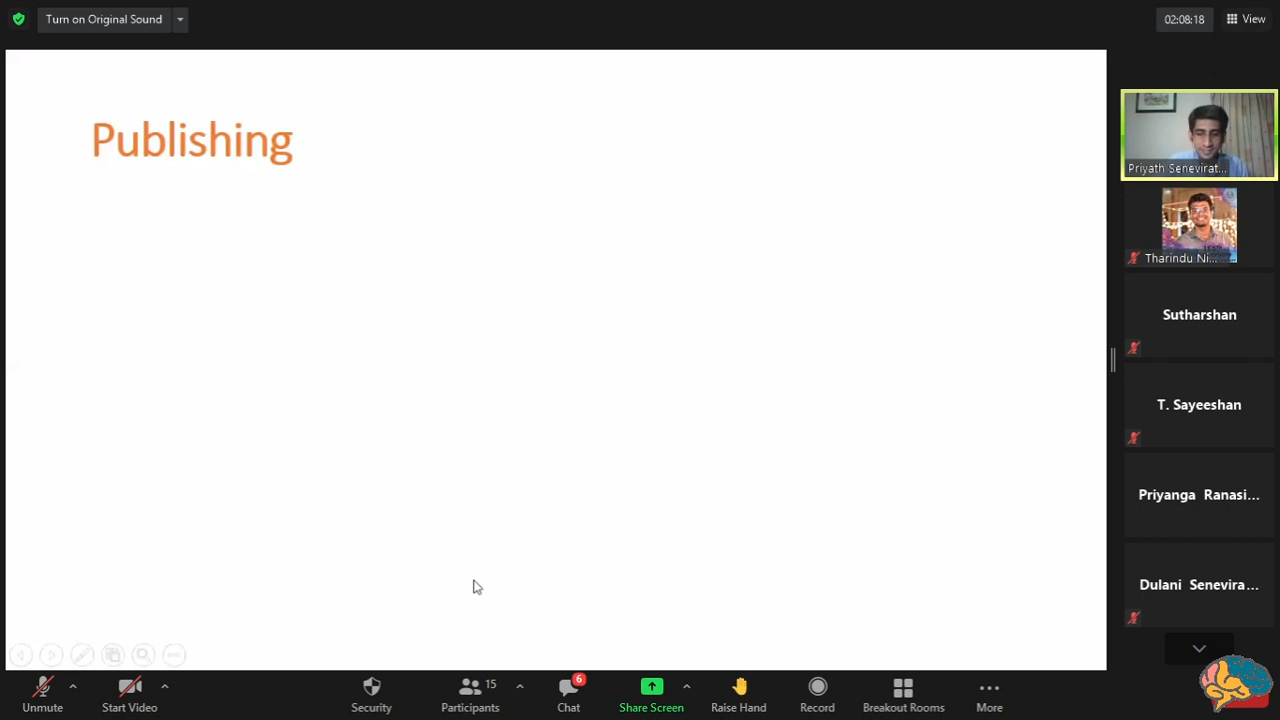 Turn on Original Sound
02:08:18
View
Publishing
Priyath Senevirat...
Tharindu Ni...
Sutharshan
T. Sayeeshan
Priyanga Ranasi...
Dulani Senevira...
Unmute
Start Video
Security
15
Participants
6
Chat
Share Screen
Raise Hand
Record
Breakout Rooms
More